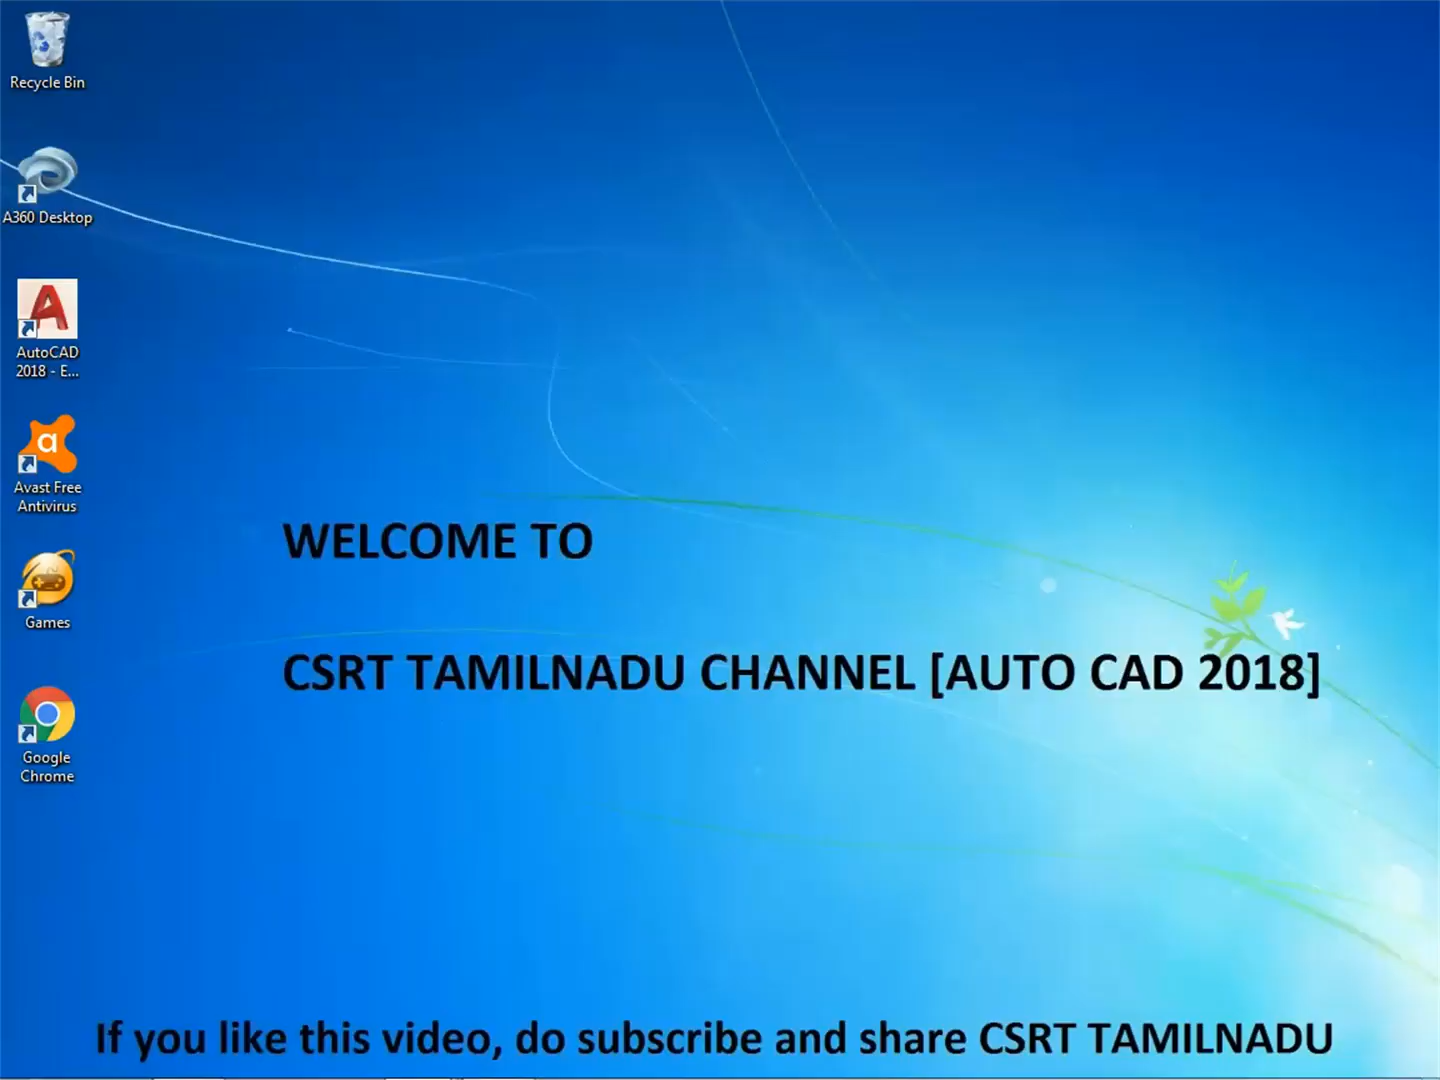 Recycle Bin
A360 Desktop
AutoCAD
2018 - E...
Avast Free
Antivirus
Games
Google
Chrome
WELCOME TO
CSRT TAMILNADU CHANNEL [AUTO CAD 2018]
If you like this video, do subscribe and share CSRT TAMILNADU